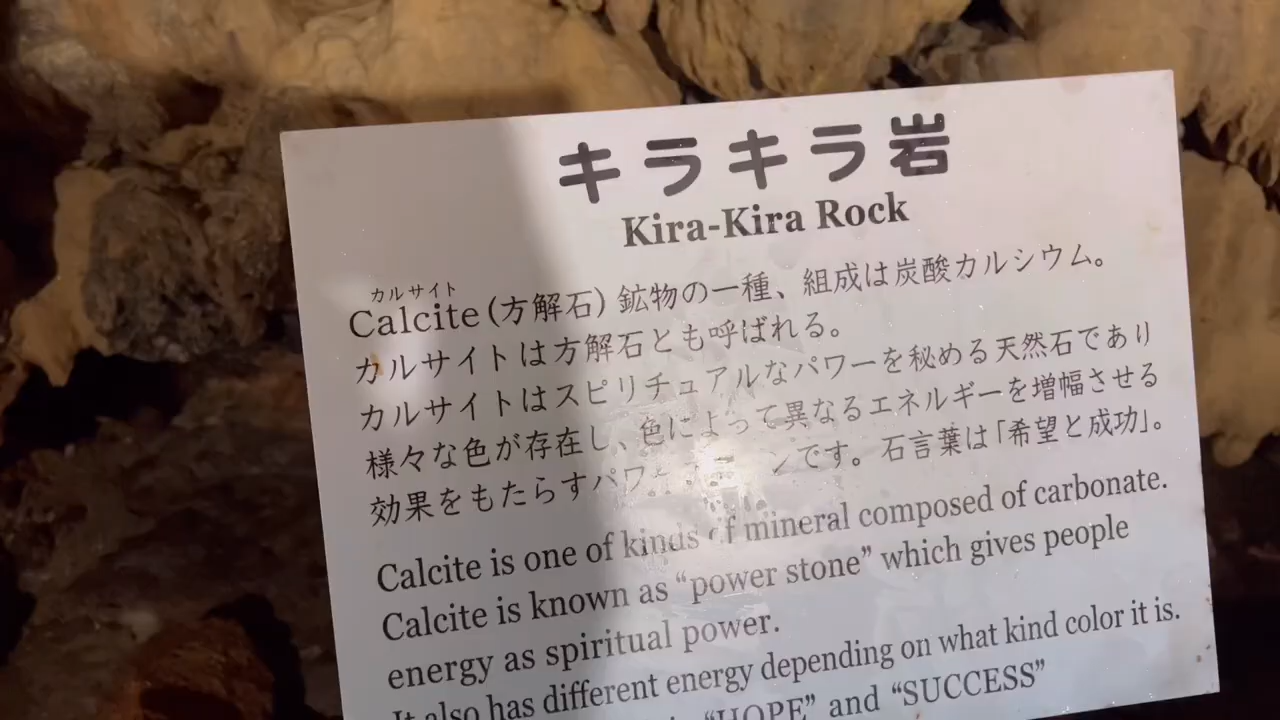 キラキラ岩
Kira-Kira Rock
カルサイト
Calcite (方解石) 鉱物の一種、組成は炭酸カルシウム。
カルサイトは方解石とも呼ばれる。
カルサイトはスピリチュアルなパワーを秘める天然石であり
様々な色が存在し、色によって異なるエネルギーを増幅させる
効果をもたらすパワ ンです。石言葉は「希望と成功」。
Calcite is one of kinds of mineral composed of carbonate.
Calcite is known as “power stone” which gives people
energy as spiritual power.
It also has different energy depending on what kind color it is.
“HOPE” and “SUCCESS”